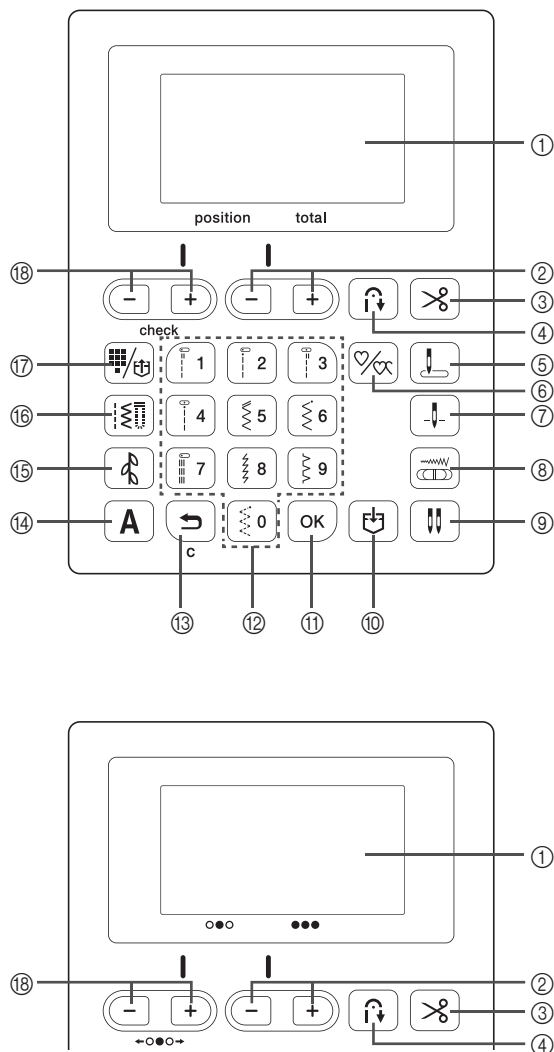 ①
position total
⑱ - + - + ② ③
④
check
⑰ 1 2 3 ⑤
⑥
⑯ 4 5 6 ⑦
⑮ 7 8 9 ⑧
⑭ A 0 OK ⑨
C
⑬ ⑫ ⑪ ⑩
①
⑱ - + - + ② ③
④